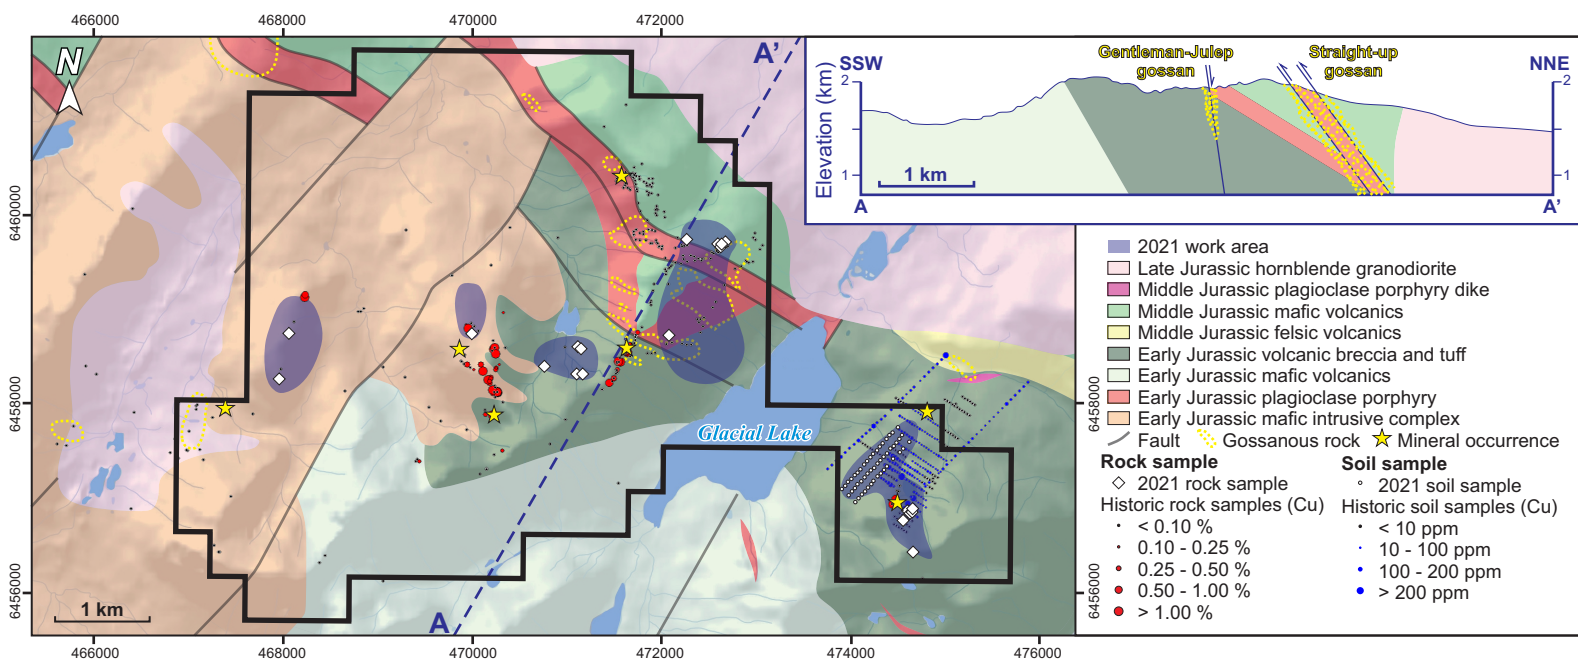 466000
468000
470000
472000
N
A'
6460000
6458000
6456000
Glacial Lake
1 km
A
466000
468000
470000
472000
474000
476000
6458000
6456000
Gentleman-Julep
gossan
Straight-up
gossan
SSW
NNE
Elevation (km)
2
1
2
1
1 km
A
A'
2021 work area
Late Jurassic hornblende granodiorite
Middle Jurassic plagioclase porphyry dike
Middle Jurassic mafic volcanics
Middle Jurassic felsic volcanics
Early Jurassic volcanic breccia and tuff
Early Jurassic mafic volcanics
Early Jurassic plagioclase porphyry
Early Jurassic mafic intrusive complex
Fault
Gossanous rock
Mineral occurrence
Rock sample
2021 rock sample
Historic rock samples (Cu)
< 0.10 %
0.10 - 0.25 %
0.25 - 0.50 %
0.50 - 1.00 %
> 1.00 %
Soil sample
2021 soil sample
Historic soil samples (Cu)
< 10 ppm
10 - 100 ppm
100 - 200 ppm
> 200 ppm